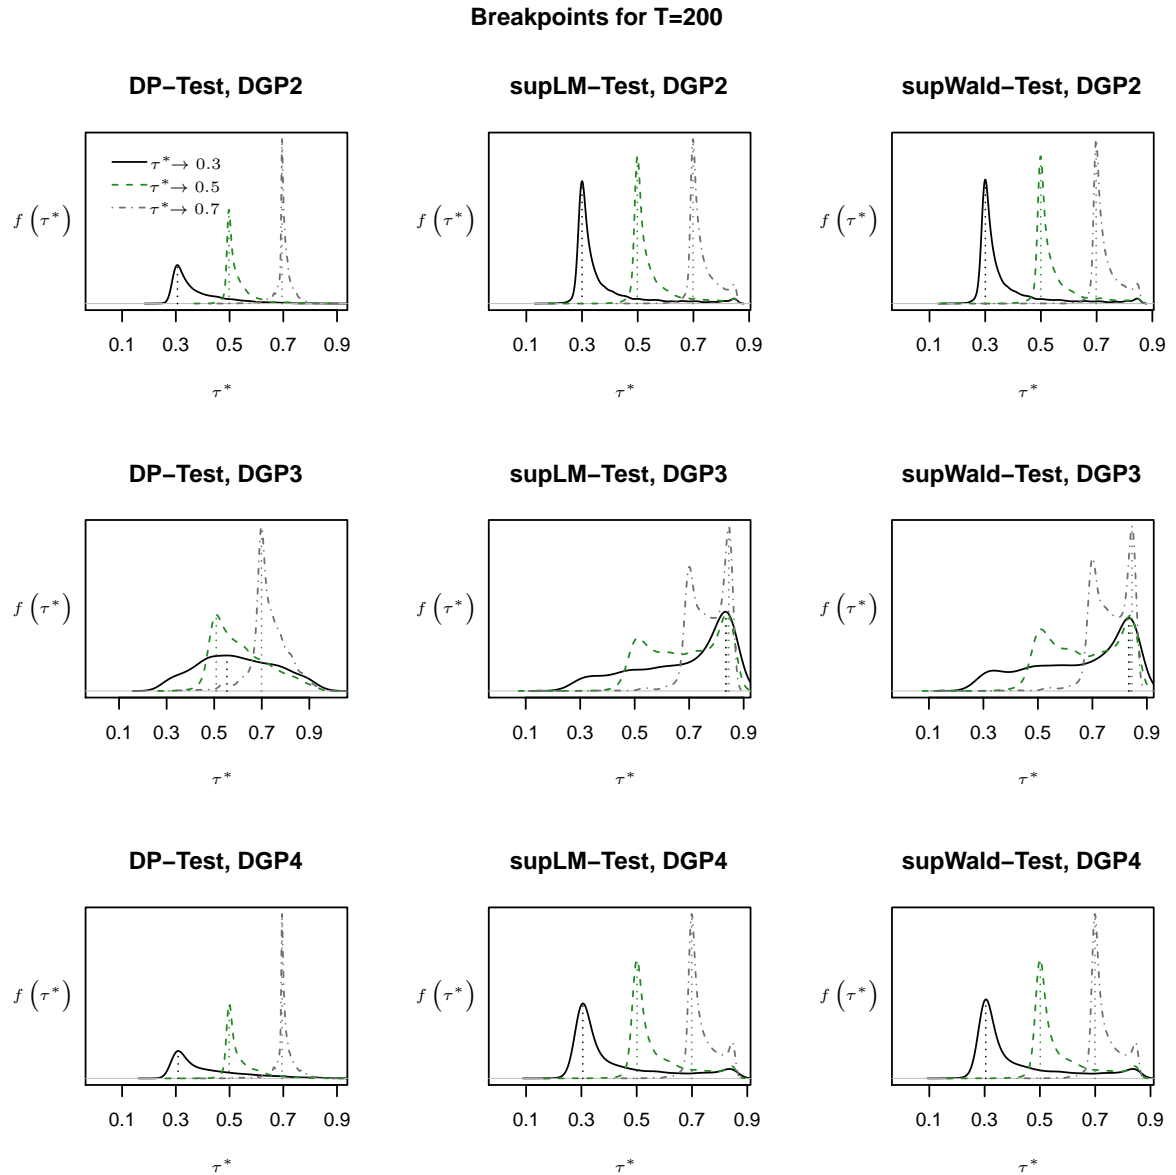 Breakpoints for T=200
DP−Test, DGP2
supLM−Test, DGP2
supWald−Test, DGP2
τ*→ 0.3
τ*→ 0.5
τ*→ 0.7
f (τ*)
f (τ*)
f (τ*)
0.1 0.3 0.5 0.7 0.9
0.1 0.3 0.5 0.7 0.9
0.1 0.3 0.5 0.7 0.9
τ*
τ*
τ*
DP−Test, DGP3
supLM−Test, DGP3
supWald−Test, DGP3
f (τ*)
f (τ*)
f (τ*)
0.1 0.3 0.5 0.7 0.9
0.1 0.3 0.5 0.7 0.9
0.1 0.3 0.5 0.7 0.9
τ*
τ*
τ*
DP−Test, DGP4
supLM−Test, DGP4
supWald−Test, DGP4
f (τ*)
f (τ*)
f (τ*)
0.1 0.3 0.5 0.7 0.9
0.1 0.3 0.5 0.7 0.9
0.1 0.3 0.5 0.7 0.9
τ*
τ*
τ*